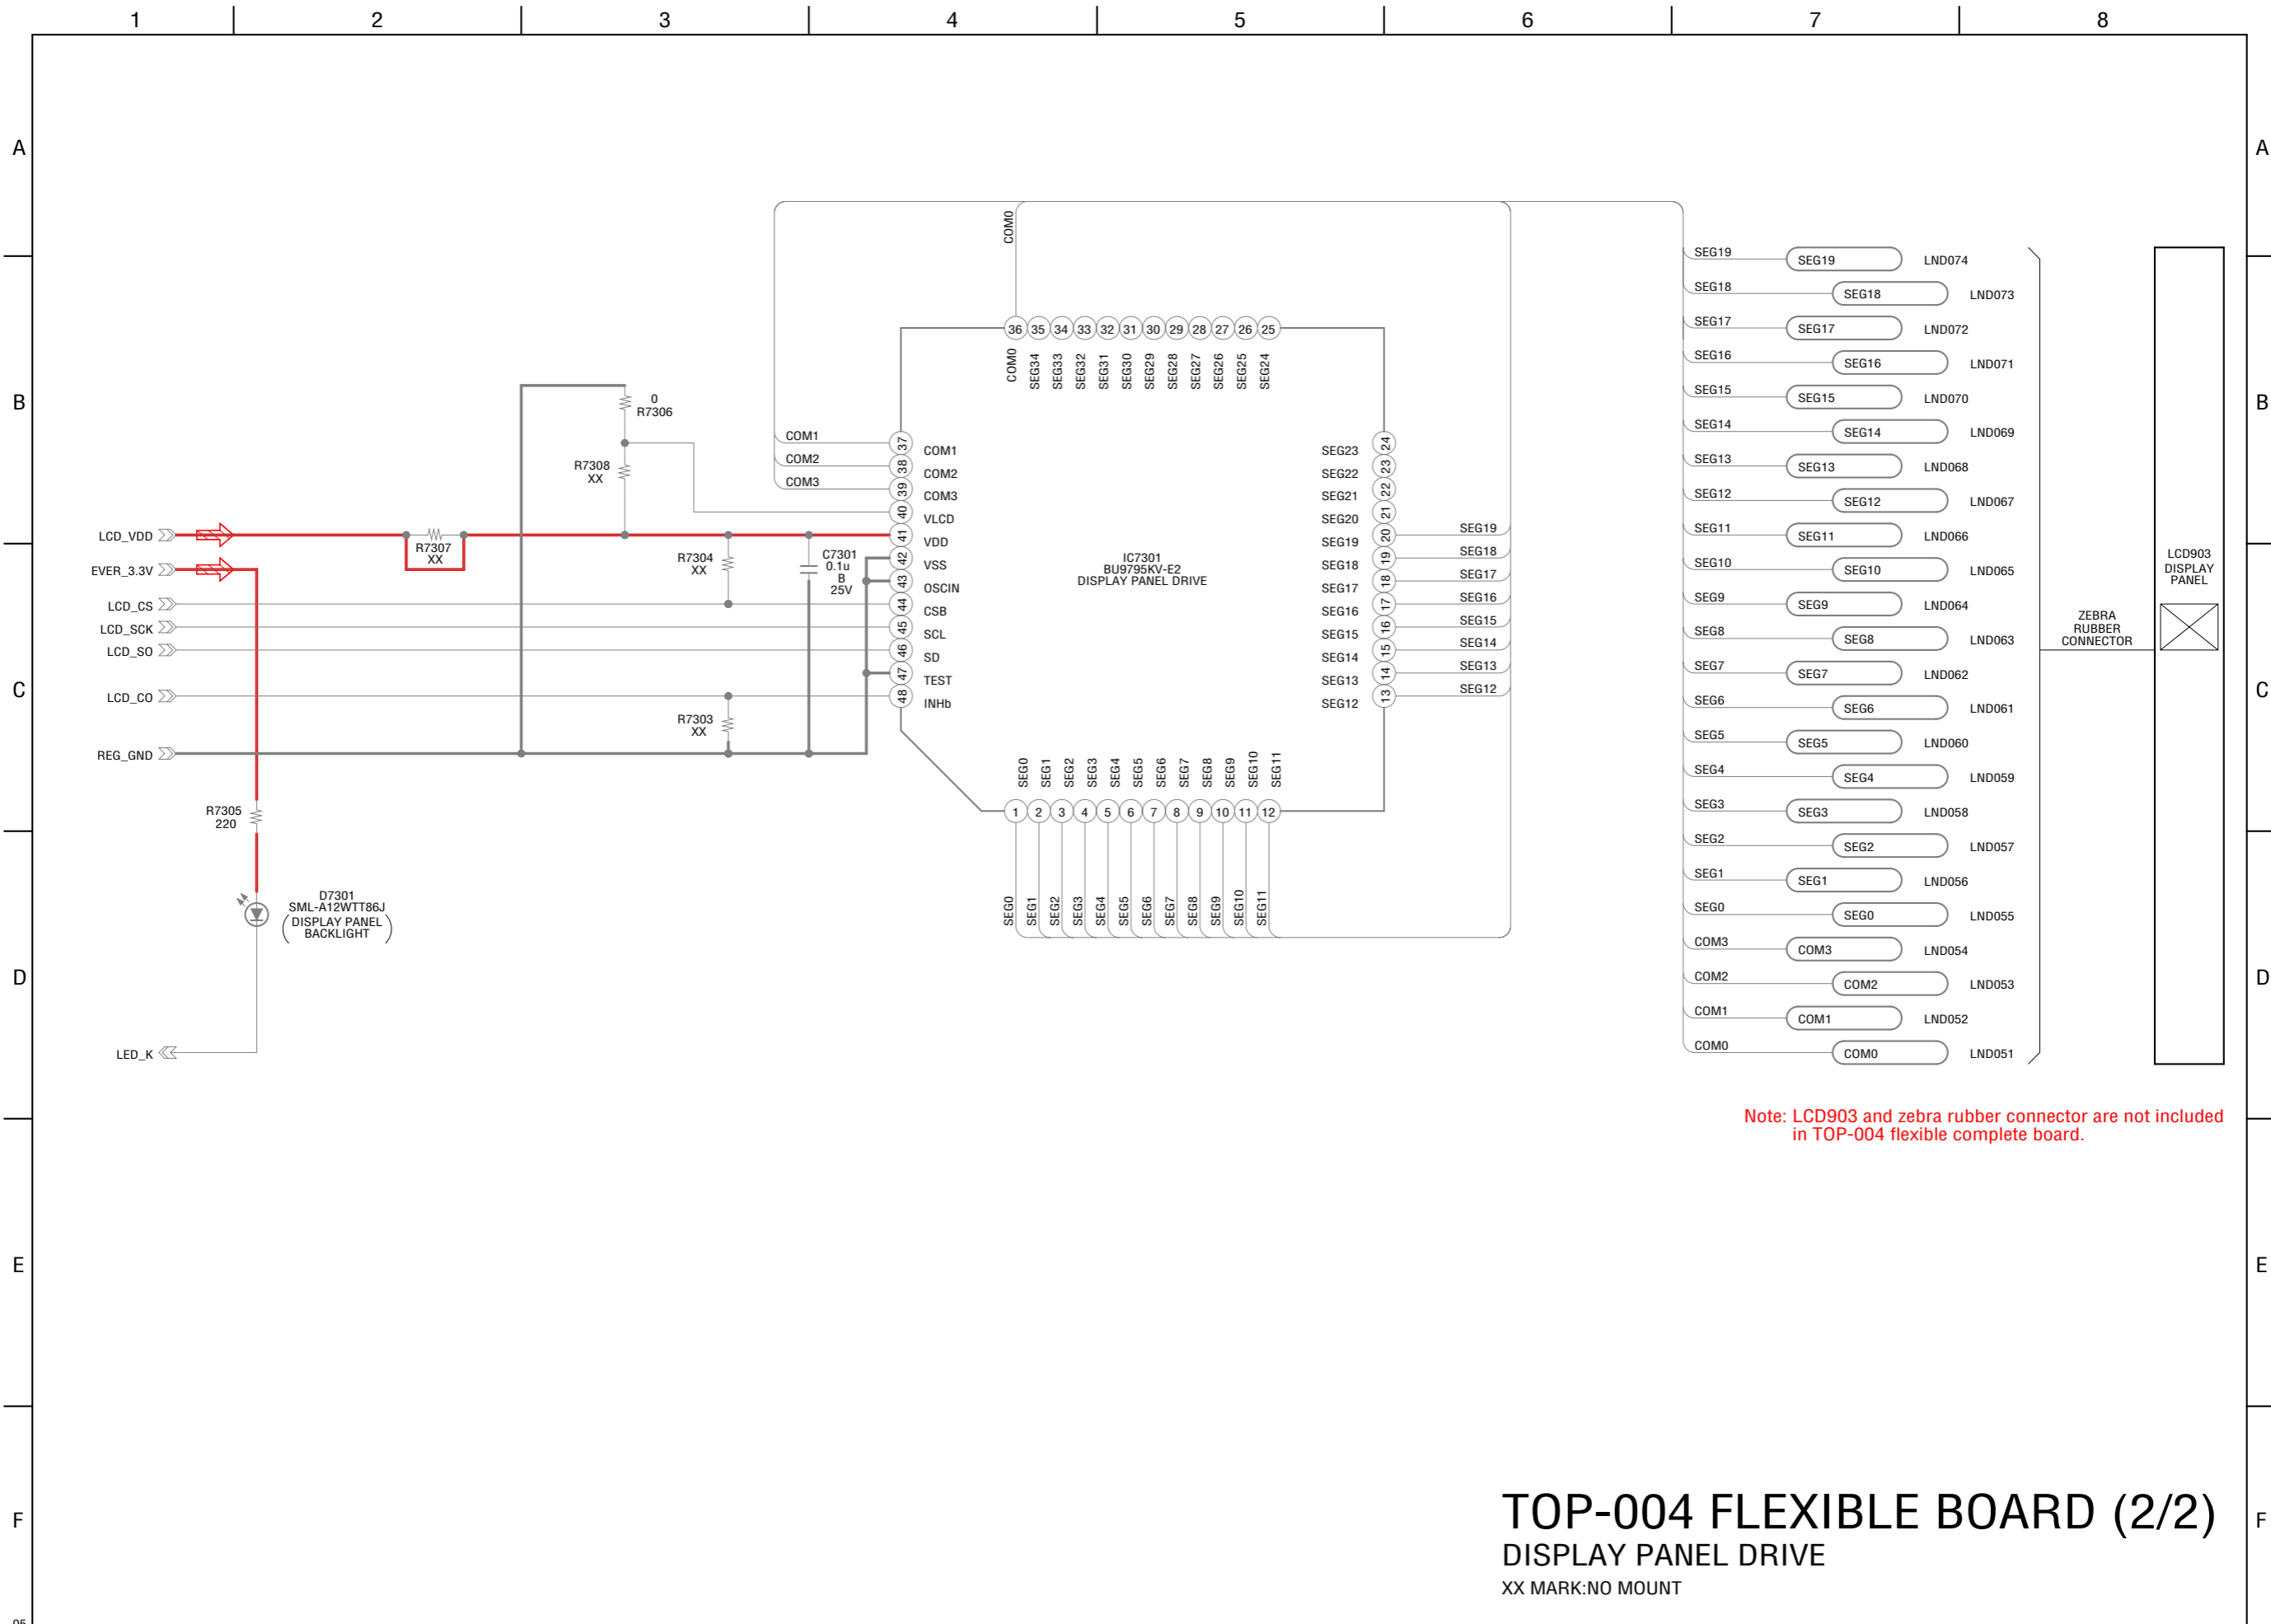 1 2 3 4 5 6 7 8
A A
COM0
SEG19 SEG19 LND074
SEG18 SEG18 LND073
SEG17 SEG17 LND072
SEG16 SEG16 LND071
SEG15 SEG15 LND070
SEG14 SEG14 LND069
SEG13 SEG13 LND068
SEG12 SEG12 LND067
SEG11 SEG11 LND066
SEG10 SEG10 LND065
SEG9 SEG9 LND064
SEG8 SEG8 LND063
SEG7 SEG7 LND062
SEG6 SEG6 LND061
SEG5 SEG5 LND060
SEG4 SEG4 LND059
SEG3 SEG3 LND058
SEG2 SEG2 LND057
SEG1 SEG1 LND056
SEG0 SEG0 LND055
COM3 COM3 LND054
COM2 COM2 LND053
COM1 COM1 LND052
COM0 COM0 LND051
36 35 34 33 32 31 30 29 28 27 26 25
COM0 SEG34 SEG33 SEG32 SEG31 SEG30 SEG29 SEG28 SEG27 SEG26 SEG25 SEG24
B B
0
R7306
R7308
XX
COM1 37 COM1
COM2 38 COM2
COM3 39 COM3
40 VLCD
41 VDD
42 VSS
43 OSCIN
44 CSB
45 SCL
46 SD
47 TEST
48 INHb
SEG23 24
SEG22 23
SEG21 22
SEG20 21
SEG19 20 SEG19
SEG18 19 SEG18
SEG17 18 SEG17
SEG16 17 SEG16
SEG15 16 SEG15
SEG14 15 SEG14
SEG13 14 SEG13
SEG12 13 SEG12
IC7301
BU9795KV-E2
DISPLAY PANEL DRIVE
LCD_VDD
EVER_3.3V
LCD_CS
LCD_SCK
LCD_SO
LCD_CO
REG_GND
R7307
XX
R7304
XX
C7301
0.1u
B
25V
R7303
XX
C C
ZEBRA
RUBBER
CONNECTOR
LCD903
DISPLAY
PANEL
SEG0 SEG1 SEG2 SEG3 SEG4 SEG5 SEG6 SEG7 SEG8 SEG9 SEG10 SEG11
1 2 3 4 5 6 7 8 9 10 11 12
SEG0 SEG1 SEG2 SEG3 SEG4 SEG5 SEG6 SEG7 SEG8 SEG9 SEG10 SEG11
R7305
220
D7301
SML-A12WTT86J
(DISPLAY PANEL
BACKLIGHT)
D D
LED_K
Note: LCD903 and zebra rubber connector are not included
in TOP-004 flexible complete board.
E E
F F
TOP-004 FLEXIBLE BOARD (2/2)
DISPLAY PANEL DRIVE
XX MARK:NO MOUNT